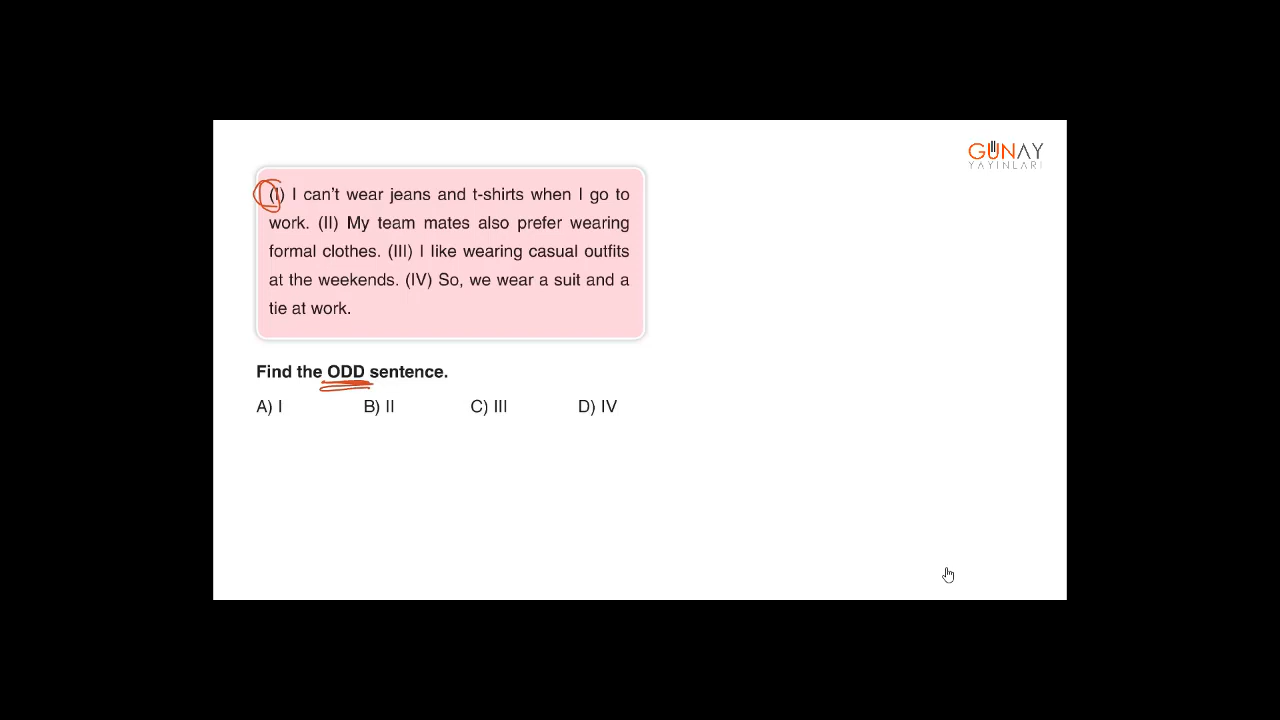 GÜNAY
YAYINLARI
(I) I can't wear jeans and t-shirts when I go to
work. (II) My team mates also prefer wearing
formal clothes. (III) I like wearing casual outfits
at the weekends. (IV) So, we wear a suit and a
tie at work.
Find the ODD sentence.
A) I B) II C) III D) IV